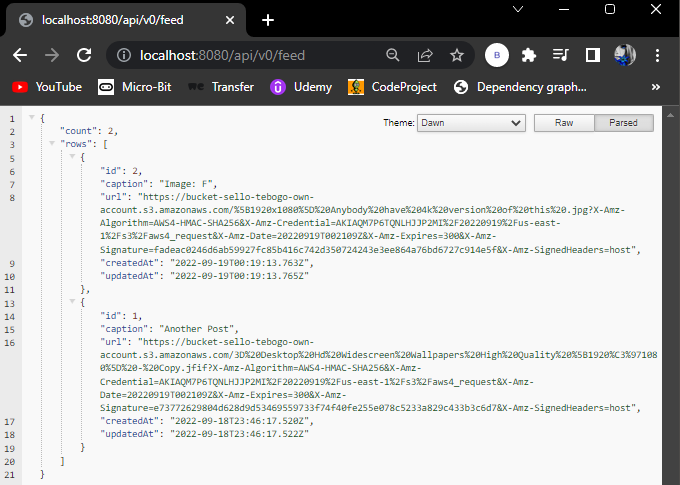 localhost:8080/api/v0/feed
localhost:8080/api/v0/feed
B
YouTube Micro-Bit we Transfer Udemy CodeProject Dependency graph... »
Theme: Dawn Raw Parsed
1 {
2 "count": 2,
3 "rows": [
5 {
6 "id": 2,
7 "caption": "Image: F",
8 "url": "https://bucket-sello-tebogo-own-
account.s3.amazonaws.com/%5B1920x1080%5D%20Anybody%20have%204k%20version%20of%20this%20.jpg?X-Amz-
Algorithm=AWS4-HMAC-SHA256&X-Amz-Credential=AKIAQM7P6TQNLHJJP2MI%2F20220919%2Fus-east-
1%2Fs3%2Faws4_request&X-Amz-Date=20220919T002109Z&X-Amz-Expires=300&X-Amz-
Signature=fadeac0246d6ab59927fc85b416c742d350724243e3ee864a76bd6727c914e5f&X-Amz-SignedHeaders=host",
9 "createdAt": "2022-09-19T00:19:13.763Z",
10 "updatedAt": "2022-09-19T00:19:13.765Z"
11 },
13 {
14 "id": 1,
15 "caption": "Another Post",
16 "url": "https://bucket-sello-tebogo-own-
account.s3.amazonaws.com/3D%20Desktop%20Hd%20Widescreen%20Wallpapers%20High%20Quality%20%5B1920%C3%97108
0%5D%20-%20Copy.jfif?X-Amz-Algorithm=AWS4-HMAC-SHA256&X-Amz-
Credential=AKIAQM7P6TQNLHJJP2MI%2F20220919%2Fus-east-1%2Fs3%2Faws4_request&X-Amz-
Date=20220919T002109Z&X-Amz-Expires=300&X-Amz-
Signature=e73772629804d628d9d53469559733f74f40fe255e078c5233a829c433b3c6d7&X-Amz-SignedHeaders=host",
17 "createdAt": "2022-09-18T23:46:17.520Z",
18 "updatedAt": "2022-09-18T23:46:17.522Z"
19 }
20 ]
21 }